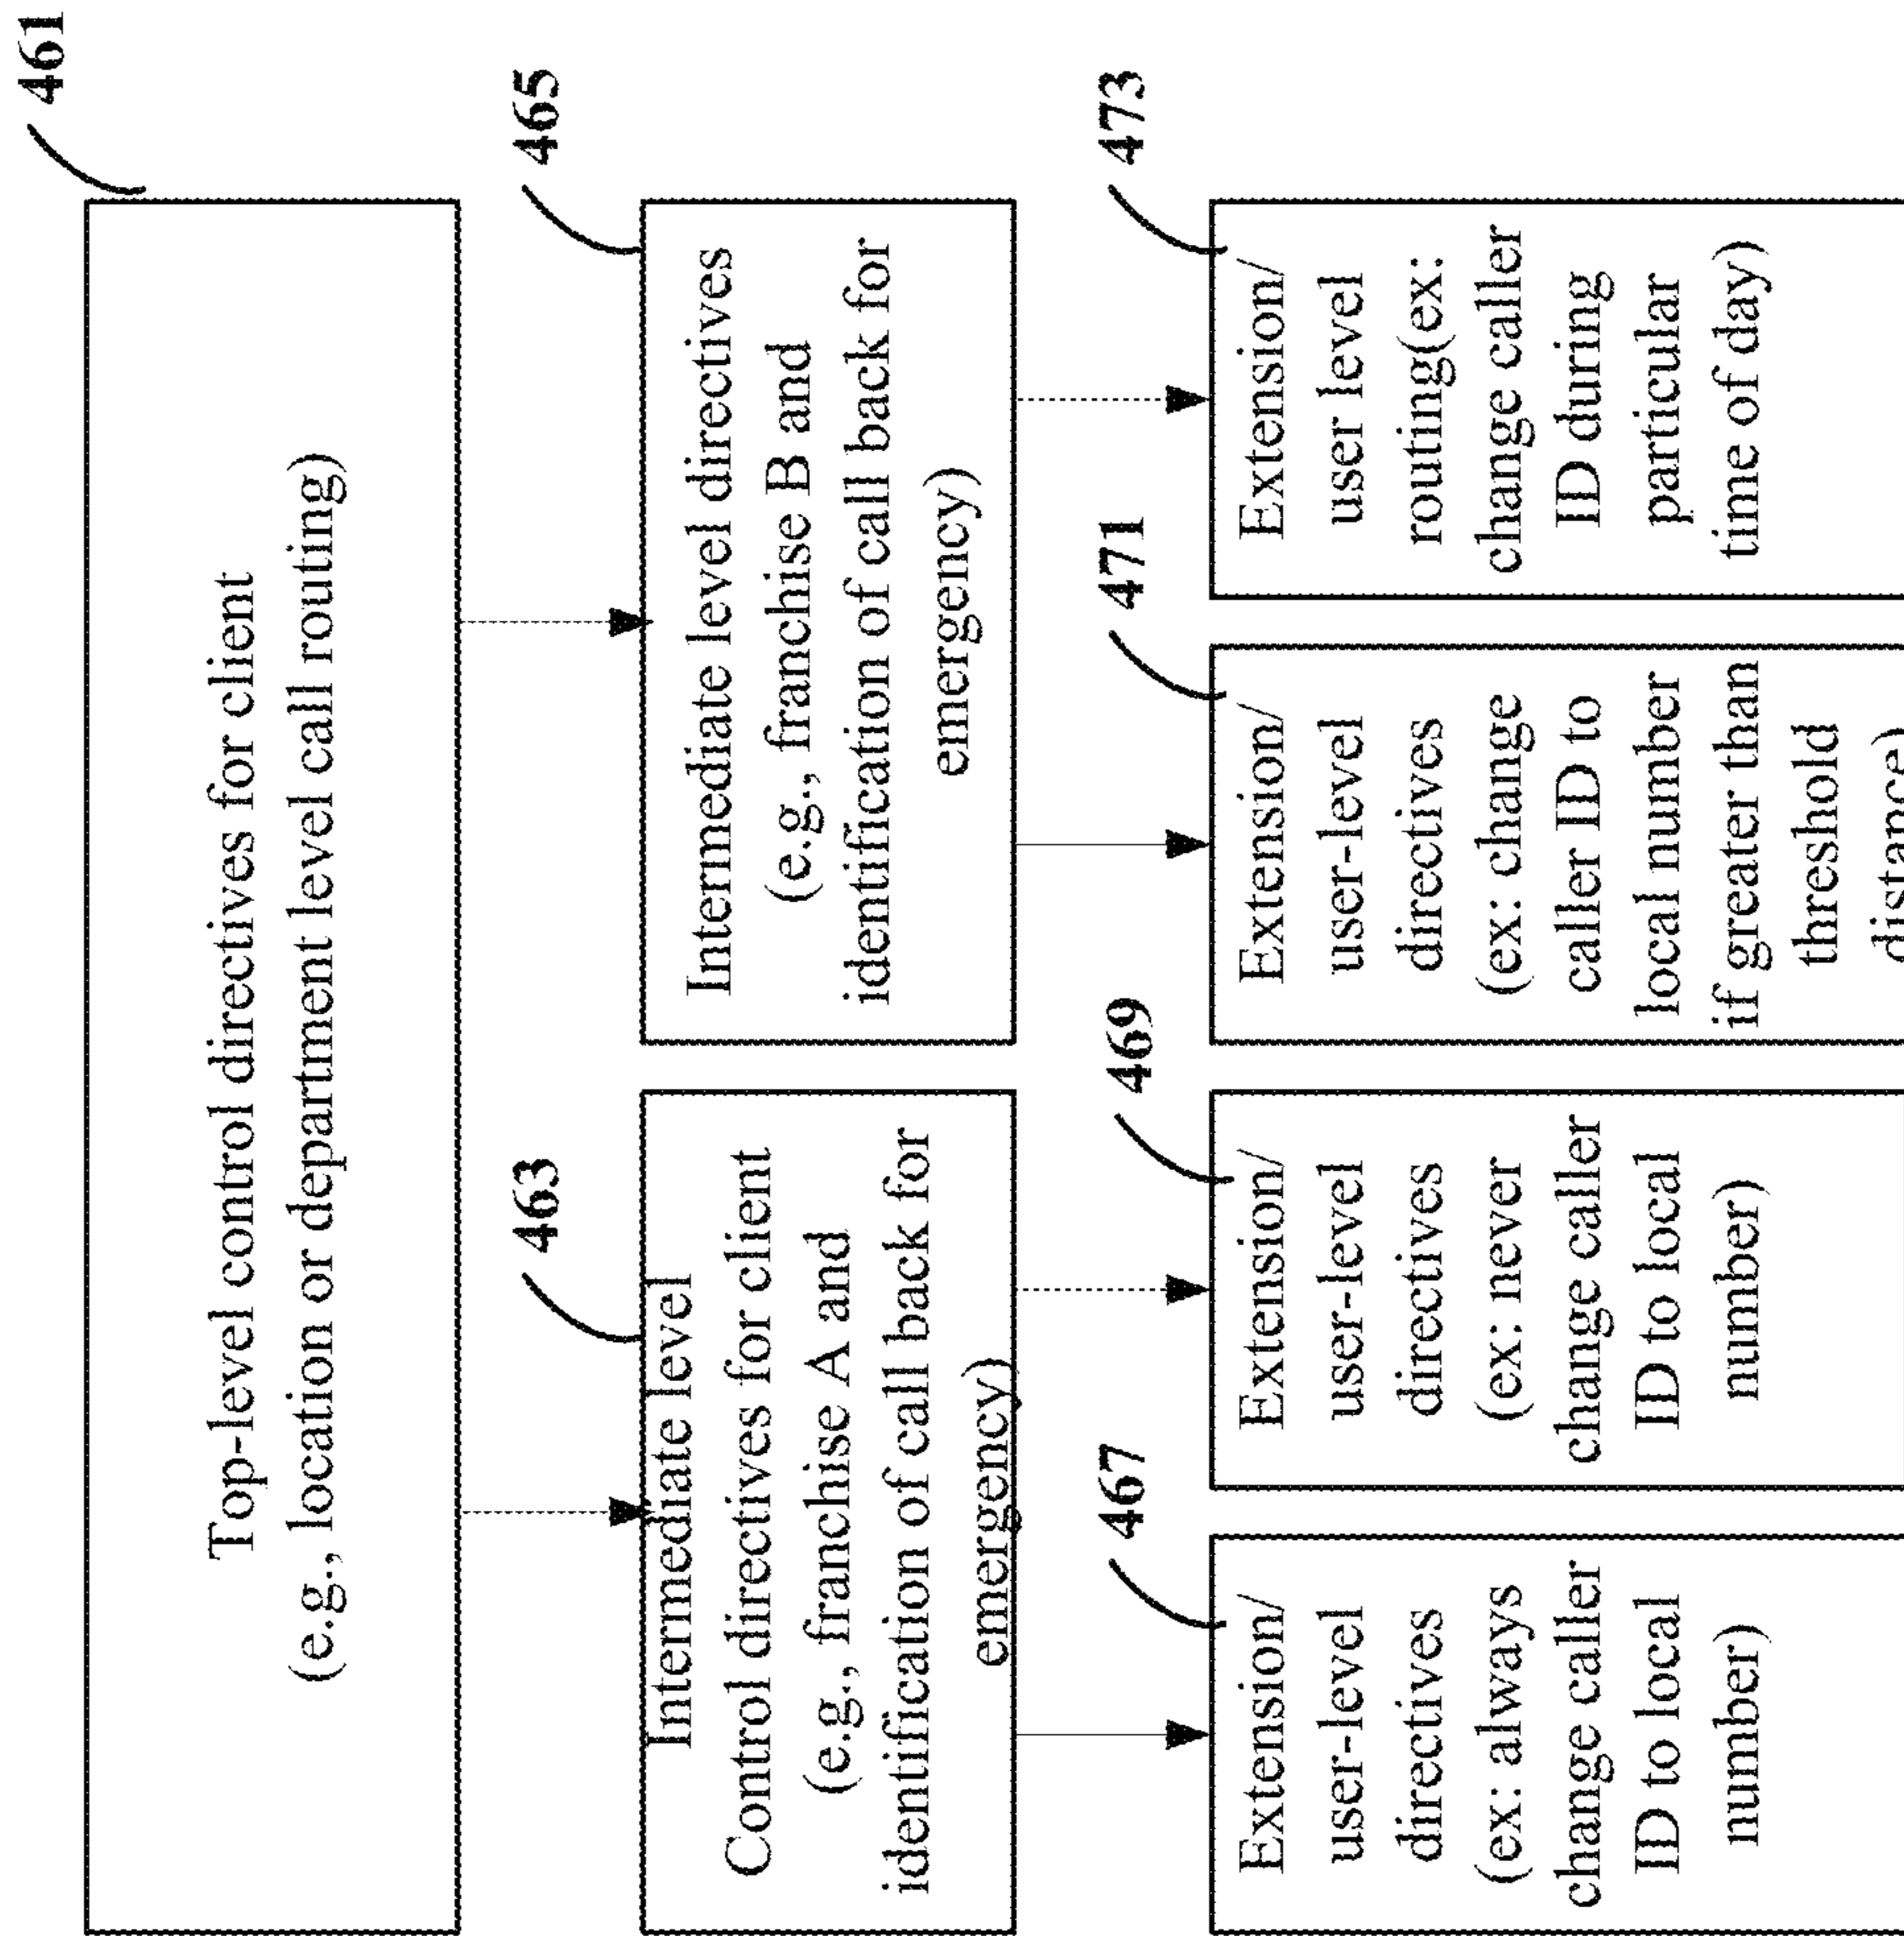 461
Top-level control directives for client
(e.g., location or department level call routing)
463
Intermediate level
Control directives for client
(e.g., franchise A and
identification of call back for
emergency)
465
Intermediate level directives
(e.g., franchise B and
identification of call back for
emergency)
467
Extension/
user-level
directives
(ex: always
change caller
ID to local
number)
469
Extension/
user-level
directives
(ex: never
change caller
ID to local
number)
471
Extension/
user-level
directives
(ex: change
caller ID to
local number
if greater than
threshold
distance)
473
Extension/
user level
routing(ex:
change caller
ID during
particular
time of day)